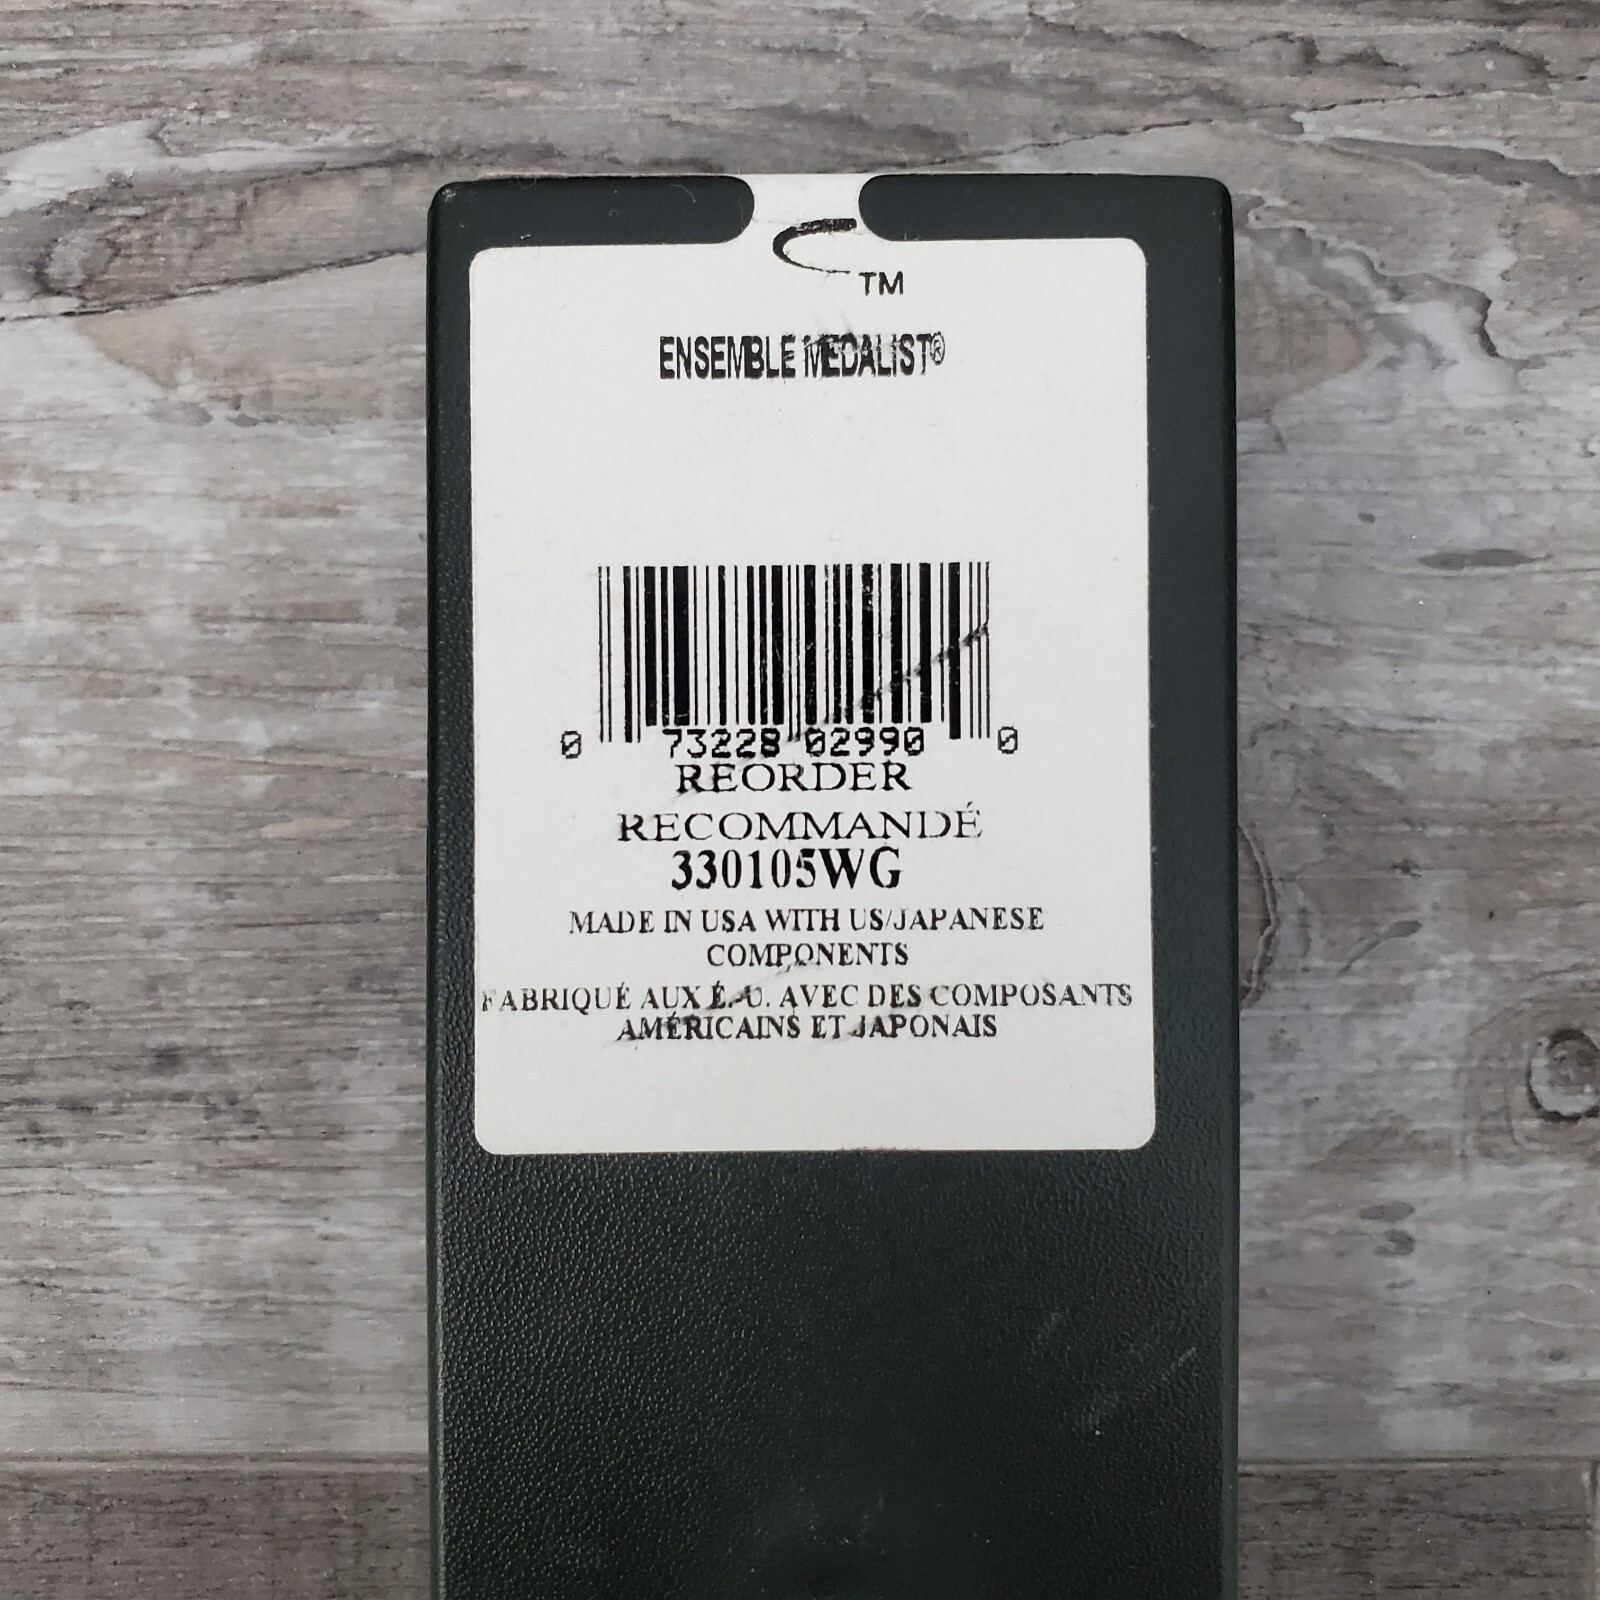 TM
ENSEMBLE MEDALIST®
0 73228 02990 0
REORDER
RECOMMANDÉ
330105WG
MADE IN USA WITH US/JAPANESE
COMPONENTS
FABRIQUÉ AUX É.-U. AVEC DES COMPOSANTS
AMÉRICAINS ET JAPONAIS